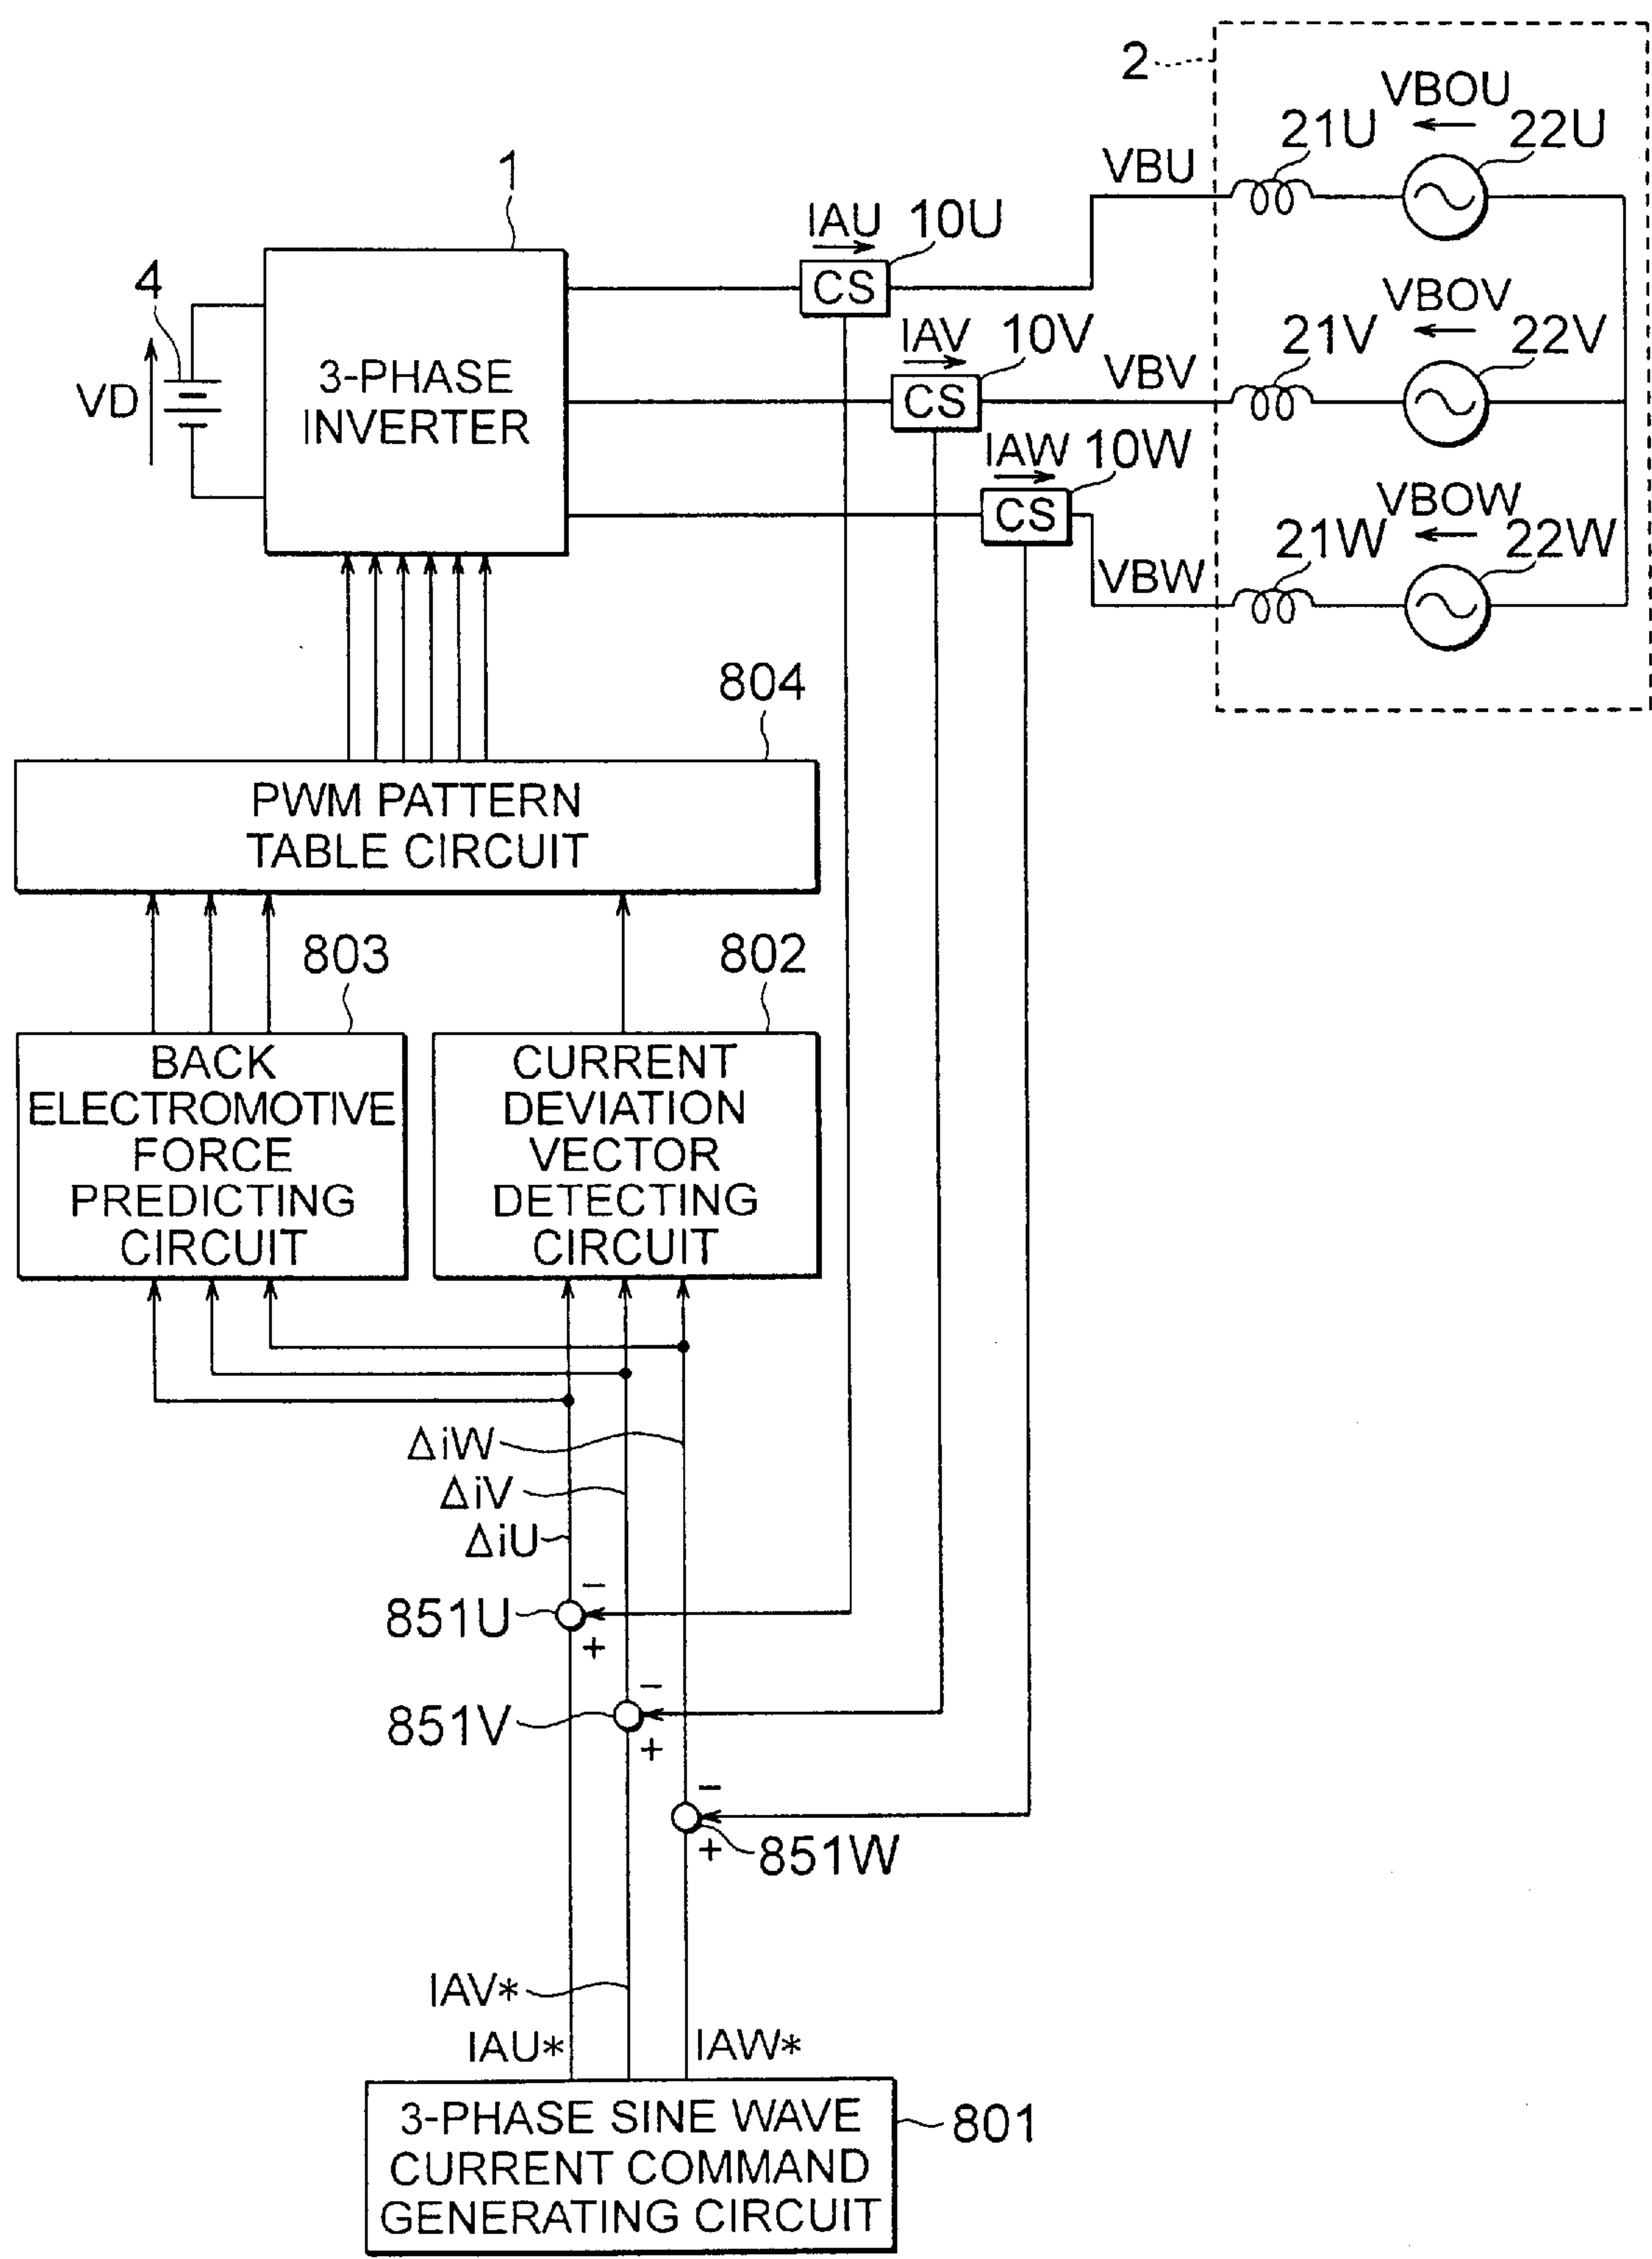 2
VBOU
21U
22U
1
VBU
IAU
10U
CS
4
VBOV
IAV
10V
21V
22V
VD
3-PHASE
INVERTER
VBV
CS
IAW
10W
VBOW
CS
21W
22W
VBW
804
PWM PATTERN
TABLE CIRCUIT
803
802
BACK
ELECTROMOTIVE
FORCE
PREDICTING
CIRCUIT
CURRENT
DEVIATION
VECTOR
DETECTING
CIRCUIT
ΔiW
ΔiV
ΔiU
−
851U
+
−
851V
+
−
+
851W
IAV*
IAU*
IAW*
3-PHASE SINE WAVE
CURRENT COMMAND
GENERATING CIRCUIT
801